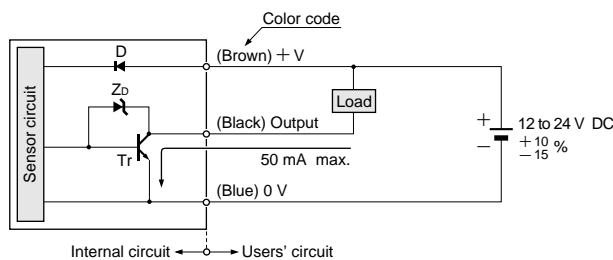 Color code
D
(Brown) +V
Sensor circuit
ZD
Load
(Black) Output
+
12 to 24 V DC
−
+10
−15 %
Tr
50 mA max.
(Blue) 0 V
Internal circuit
Users' circuit